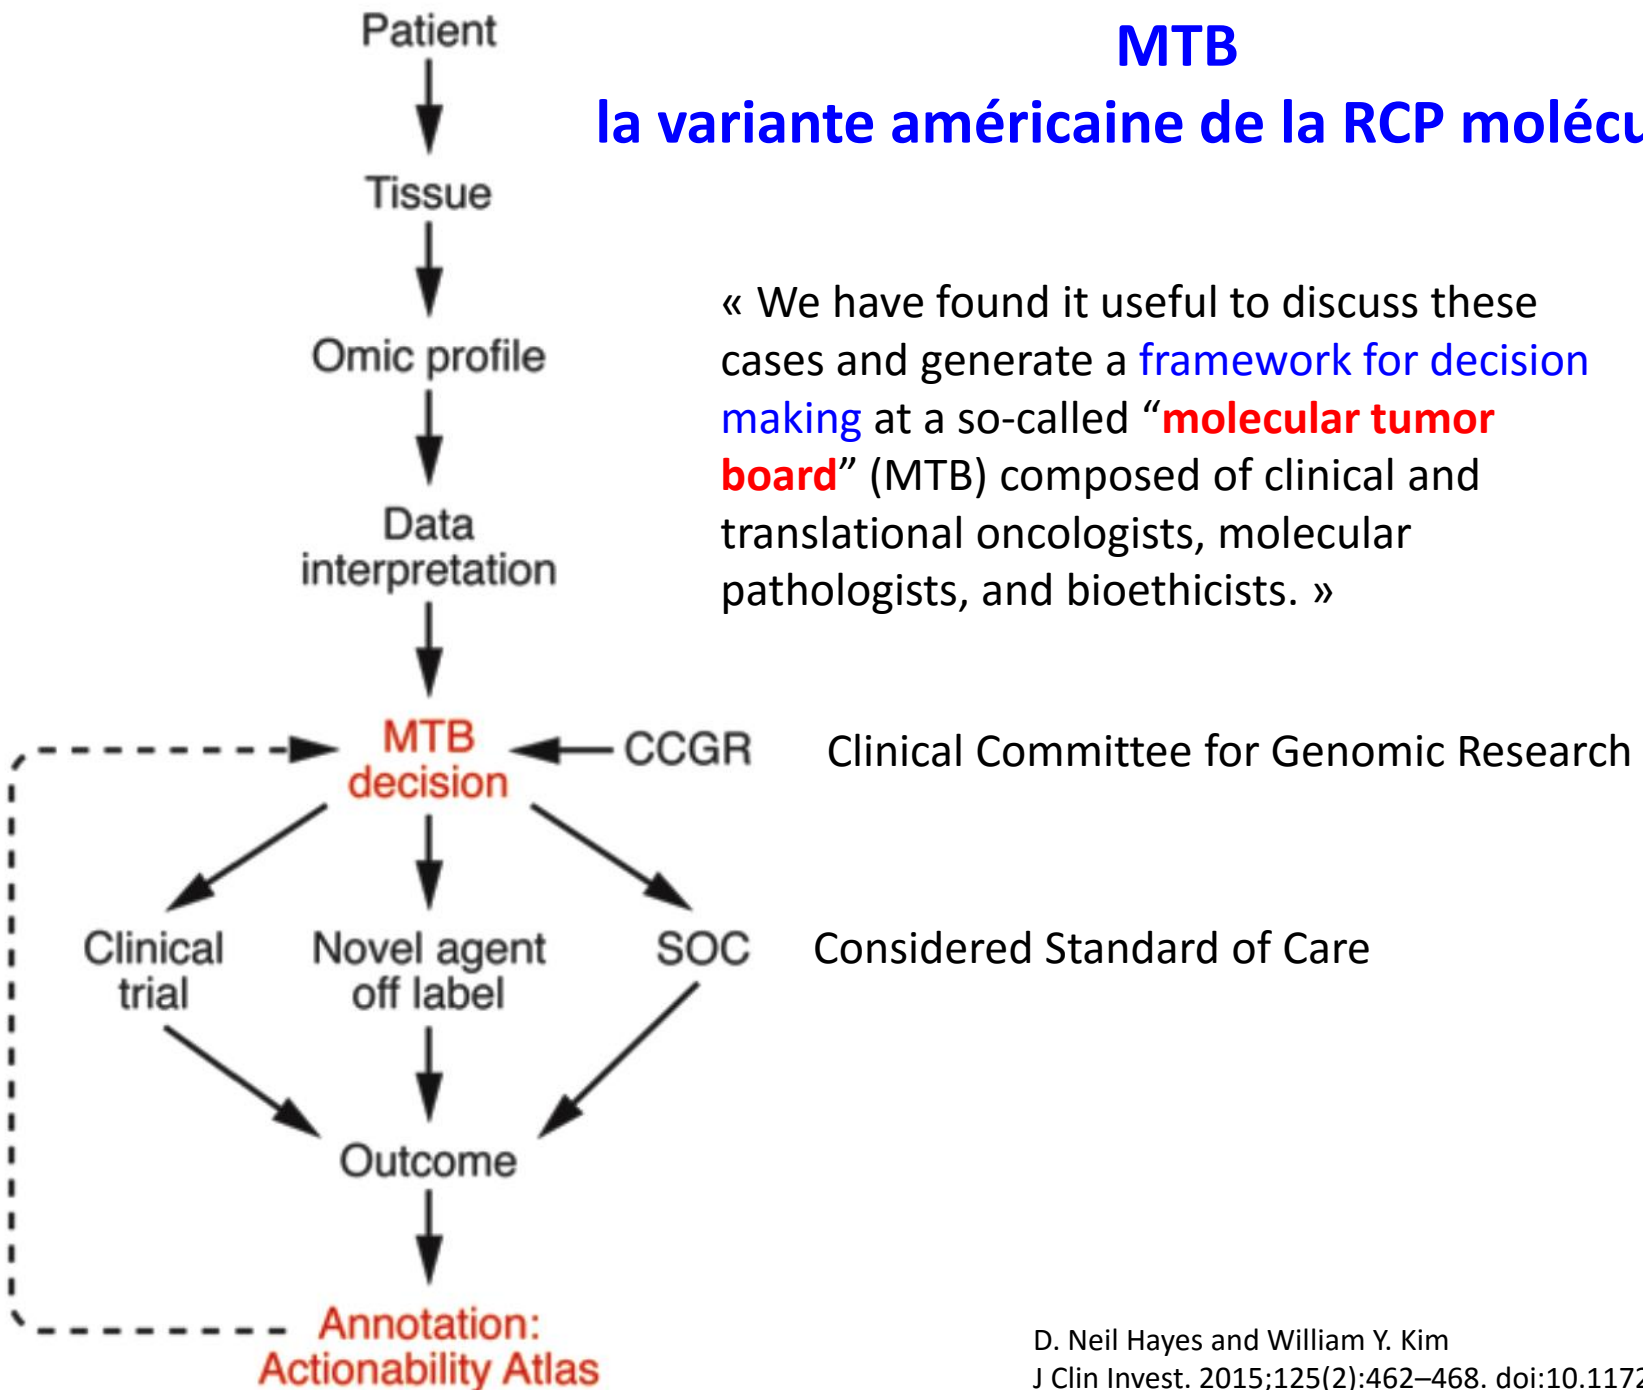 MTB
la variante américaine de la RCP molécu
Patient
Tissue
Omic profile
Data
interpretation
« We have found it useful to discuss these
cases and generate a framework for decision
making at a so-called “molecular tumor
board” (MTB) composed of clinical and
translational oncologists, molecular
pathologists, and bioethicists. »
MTB
decision
CCGR
Clinical Committee for Genomic Research
Clinical
trial
Novel agent
off label
SOC
Considered Standard of Care
Outcome
Annotation:
Actionability Atlas
D. Neil Hayes and William Y. Kim
J Clin Invest. 2015;125(2):462–468. doi:10.1172